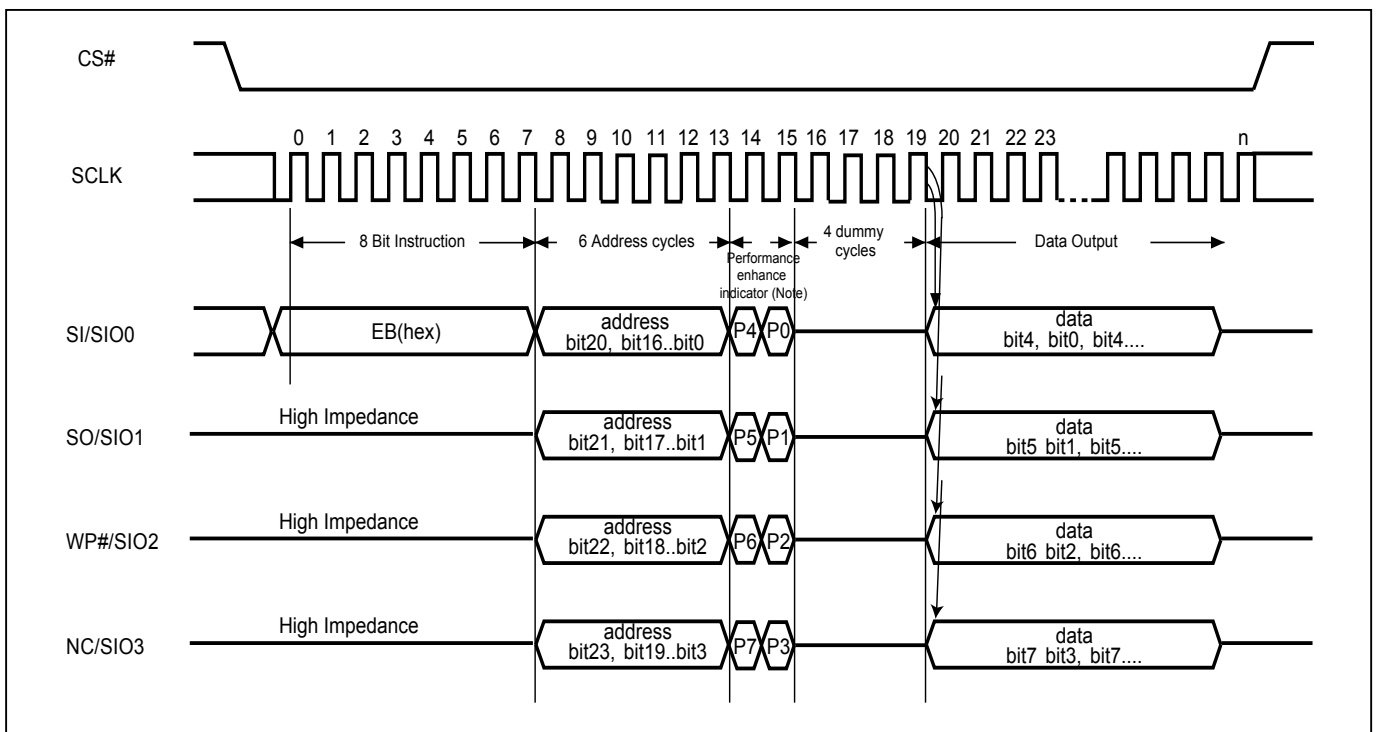 CS#
0 1 2 3 4 5 6 7 8 9 10 11 12 13 14 15 16 17 18 19 20 21 22 23 n
SCLK
8 Bit Instruction
6 Address cycles
4 dummy
cycles
Data Output
Performance
enhance
indicator (Note)
SI/SIO0
EB(hex)
address
bit20, bit16..bit0
P4 P0
data
bit4, bit0, bit4....
SO/SIO1
High Impedance
address
bit21, bit17..bit1
P5 P1
data
bit5 bit1, bit5....
WP#/SIO2
High Impedance
address
bit22, bit18..bit2
P6 P2
data
bit6 bit2, bit6....
NC/SIO3
High Impedance
address
bit23, bit19..bit3
P7 P3
data
bit7 bit3, bit7....